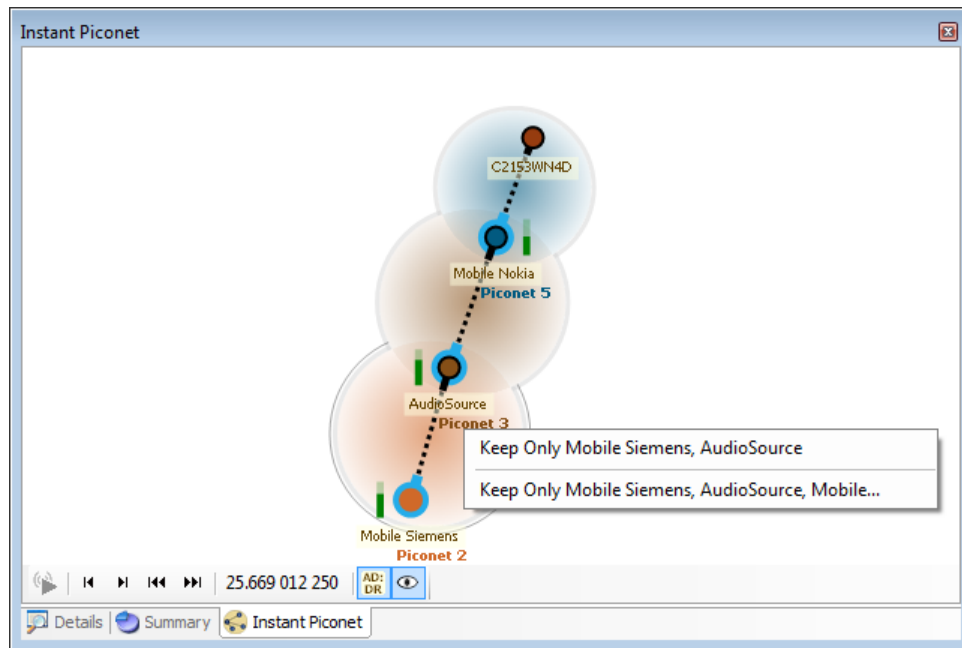 Instant Piconet
C2153WN4D
Mobile Nokia
Piconet 5
AudioSource
Piconet 3
Keep Only Mobile Siemens, AudioSource
Keep Only Mobile Siemens, AudioSource, Mobile...
Mobile Siemens
Piconet 2
25.669 012 250
AD:
DR
Details
Summary
Instant Piconet